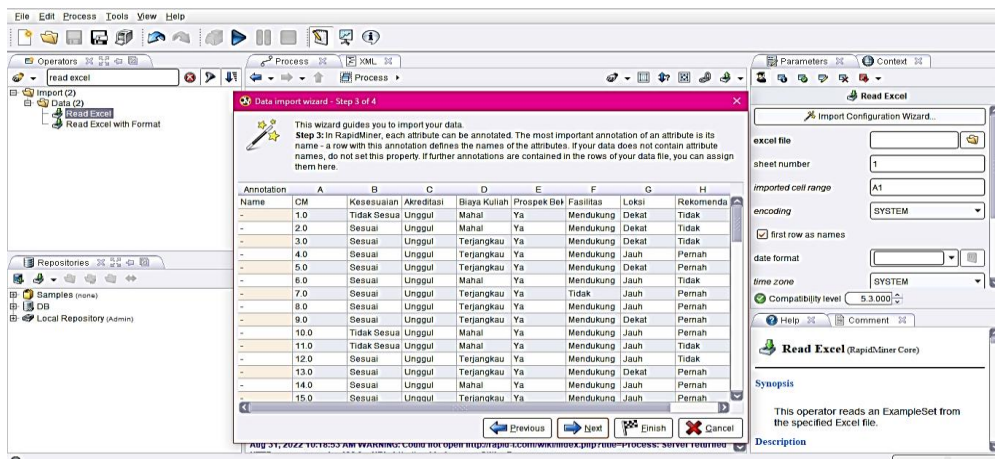 File Edit Process Tools View Help
Operators
Process
XML
Parameters
Context
read excel
Process
Import (2)
Data (2)
Read Excel
Read Excel with Format
Repositories
Samples (none)
DB
Local Repository (Admin)
Data import wizard - Step 3 of 4
This wizard guides you to import your data.
Step 3: In RapidMiner, each attribute can be annotated. The most important annotation of an attribute is its
name - a row with this annotation defines the names of the attributes. If your data does not contain attribute
names, do not set this property. If further annotations are contained in the rows of your data file, you can assign
them here.
Annotation A B C D E F G H
Name CM Kesesuaian Akreditasi Biaya Kuliah Prospek Bek Fasilitas Loksi Rekomenda
- 1.0 Tidak Sesua Unggul Mahal Ya Mendukung Dekat Tidak
- 2.0 Sesuai Unggul Mahal Ya Mendukung Dekat Tidak
- 3.0 Sesuai Unggul Terjangkau Ya Mendukung Dekat Tidak
- 4.0 Sesuai Unggul Terjangkau Ya Mendukung Jauh Pernah
- 5.0 Sesuai Unggul Terjangkau Ya Mendukung Dekat Pernah
- 6.0 Sesuai Unggul Mahal Ya Mendukung Jauh Tidak
- 7.0 Sesuai Unggul Terjangkau Ya Tidak Jauh Pernah
- 8.0 Sesuai Unggul Terjangkau Ya Mendukung Jauh Pernah
- 9.0 Sesuai Unggul Terjangkau Ya Mendukung Dekat Pernah
- 10.0 Tidak Sesua Unggul Mahal Ya Mendukung Jauh Tidak
- 11.0 Tidak Sesua Unggul Mahal Ya Mendukung Jauh Tidak
- 12.0 Sesuai Unggul Terjangkau Ya Mendukung Jauh Tidak
- 13.0 Sesuai Unggul Terjangkau Ya Mendukung Dekat Pernah
- 14.0 Sesuai Unggul Mahal Ya Mendukung Jauh Pernah
- 15.0 Sesuai Unggul Terjangkau Ya Mendukung Jauh Pernah
Previous Next Finish Cancel
Read Excel
Import Configuration Wizard...
excel file
sheet number 1
imported cell range A1
encoding SYSTEM
first row as names
date format
time zone SYSTEM
Compatibility level 5.3.000
Help
Comment
Read Excel (RapidMiner Core)
Synopsis
This operator reads an ExampleSet from
the specified Excel file.
Description